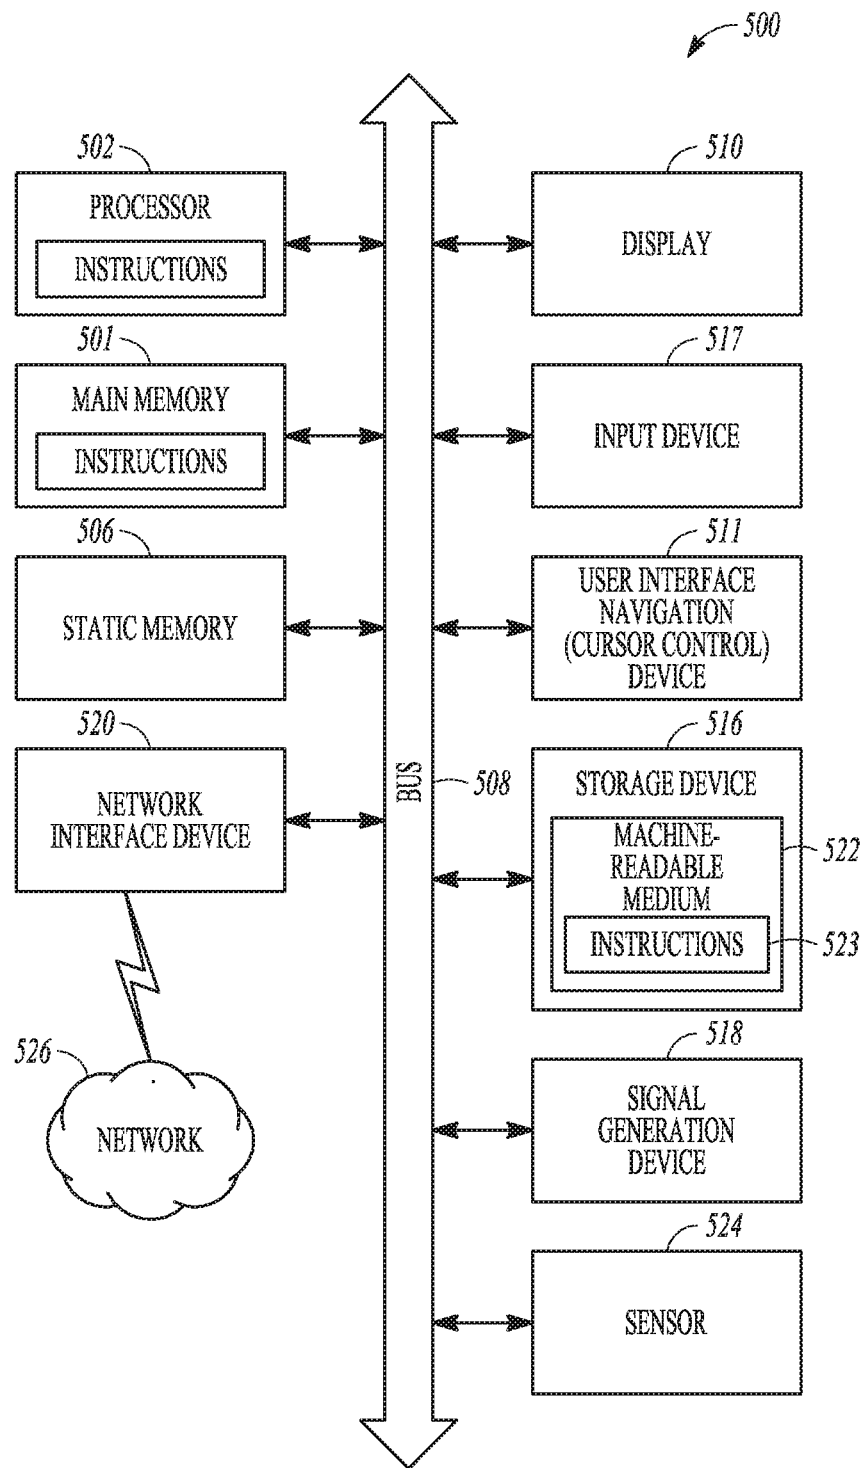 500
502
PROCESSOR
INSTRUCTIONS
501
MAIN MEMORY
INSTRUCTIONS
506
STATIC MEMORY
520
NETWORK
INTERFACE DEVICE
526
NETWORK
BUS
508
510
DISPLAY
517
INPUT DEVICE
511
USER INTERFACE
NAVIGATION
(CURSOR CONTROL)
DEVICE
516
STORAGE DEVICE
MACHINE-
READABLE
MEDIUM
522
INSTRUCTIONS
523
518
SIGNAL
GENERATION
DEVICE
524
SENSOR